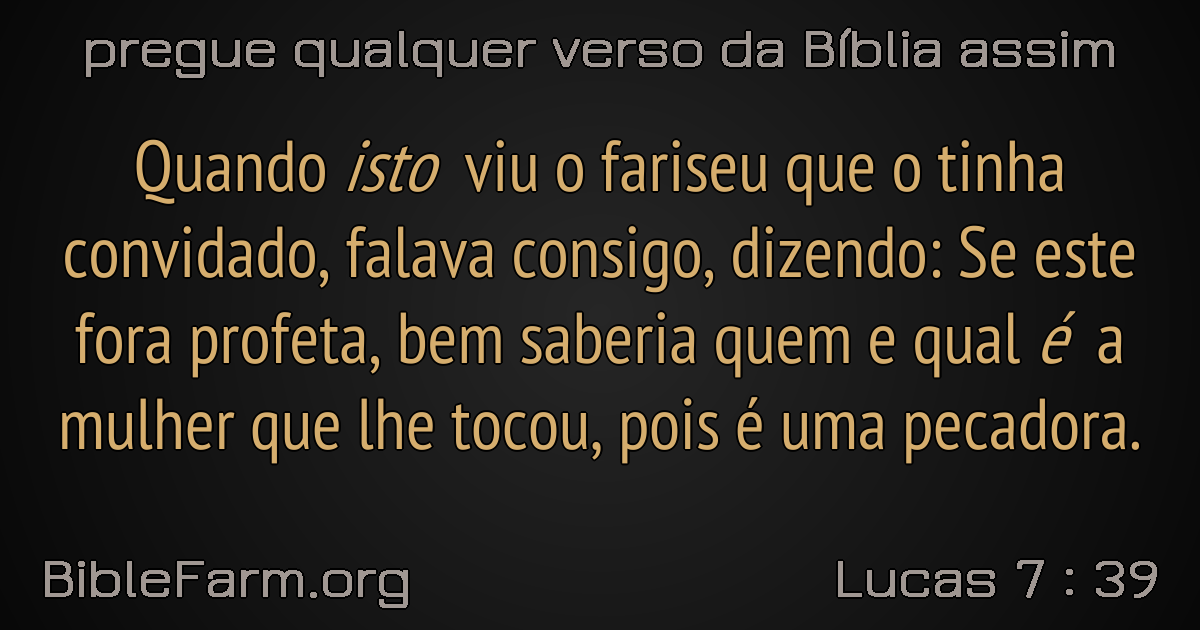 pregue qualquer verso da Bíblia assim
Quando isto viu o fariseu que o tinha
convidado, falava consigo, dizendo: Se este
fora profeta, bem saberia quem e qual é a
mulher que lhe tocou, pois é uma pecadora.
BibleFarm.org
Lucas 7 : 39